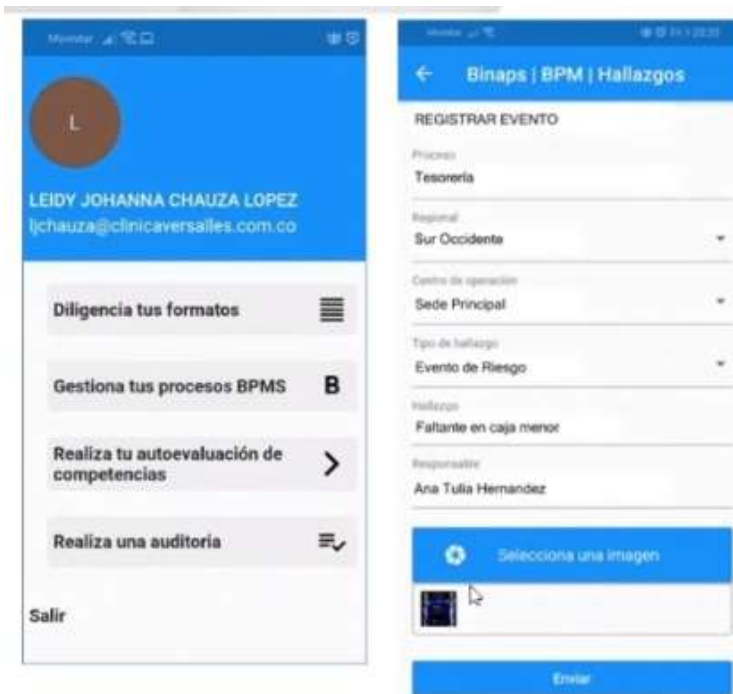 Movistar
L
LEIDY JOHANNA CHAUZA LOPEZ
ljchauza@clinicaversalles.com.co
Diligencia tus formatos
Gestiona tus procesos BPMS
B
Realiza tu autoevaluación de
competencias
Realiza una auditoria
Salir
Binaps | BPM | Hallazgos
REGISTRAR EVENTO
Proceso
Tesorería
Regional
Sur Occidente
Centro de operación
Sede Principal
Tipo de hallazgo
Evento de Riesgo
Hallazgo
Faltante en caja menor
Responsable
Ana Tulia Hernandez
Selecciona una imagen
Enviar